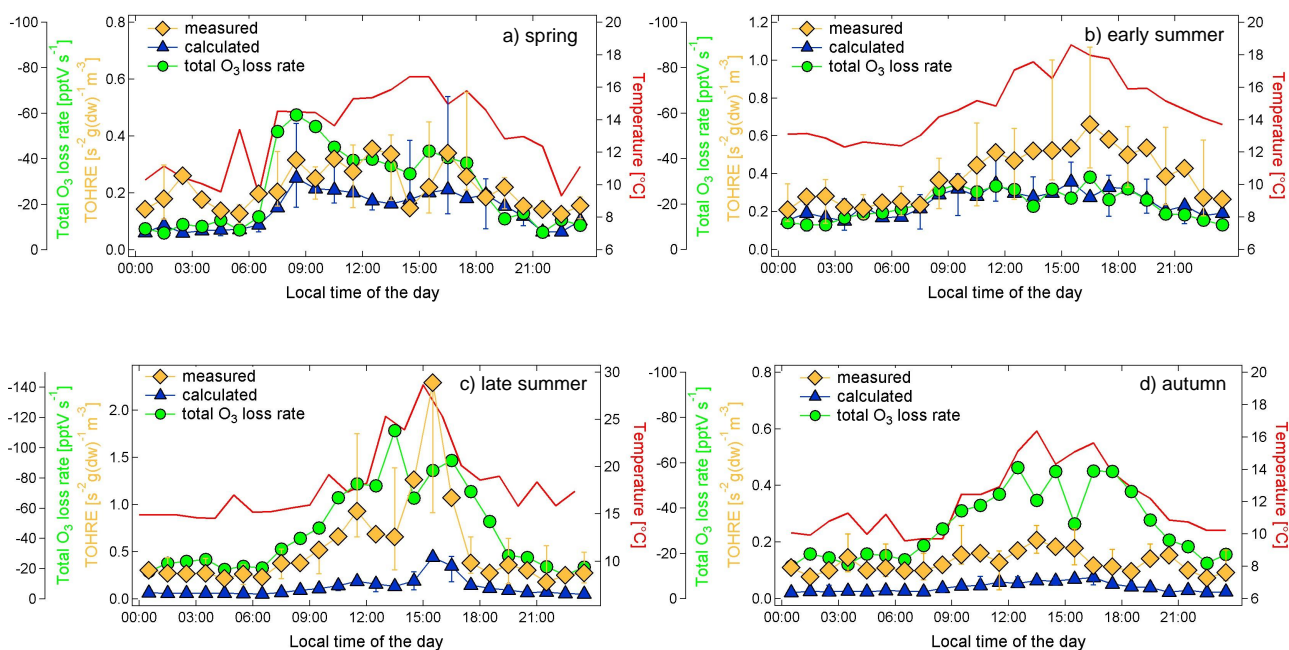 a) spring
measured
calculated
total O3 loss rate
Total O3 loss rate [pptV s-1]
-100
-80
-60
-40
-20
0
TOHRE [s-2 g(dw)-1 m-3]
0.8
0.6
0.4
0.2
0.0
Temperature [°C]
20
18
16
14
12
10
8
6
00:00 03:00 06:00 09:00 12:00 15:00 18:00 21:00
Local time of the day
b) early summer
measured
calculated
total O3 loss rate
Total O3 loss rate [pptV s-1]
-100
-80
-60
-40
-20
0
TOHRE [s-2 g(dw)-1 m-3]
1.2
1.0
0.8
0.6
0.4
0.2
0.0
Temperature [°C]
20
18
16
14
12
10
8
6
00:00 03:00 06:00 09:00 12:00 15:00 18:00 21:00
Local time of the day
c) late summer
measured
calculated
total O3 loss rate
Total O3 loss rate [pptV s-1]
-140
-120
-100
-80
-60
-40
-20
0
TOHRE [s-2 g(dw)-1 m-3]
2.0
1.5
1.0
0.5
0.0
Temperature [°C]
30
25
20
15
10
00:00 03:00 06:00 09:00 12:00 15:00 18:00 21:00
Local time of the day
d) autumn
measured
calculated
total O3 loss rate
Total O3 loss rate [pptV s-1]
-100
-80
-60
-40
-20
0
TOHRE [s-2 g(dw)-1 m-3]
0.8
0.6
0.4
0.2
0.0
Temperature [°C]
20
18
16
14
12
10
8
6
00:00 03:00 06:00 09:00 12:00 15:00 18:00 21:00
Local time of the day